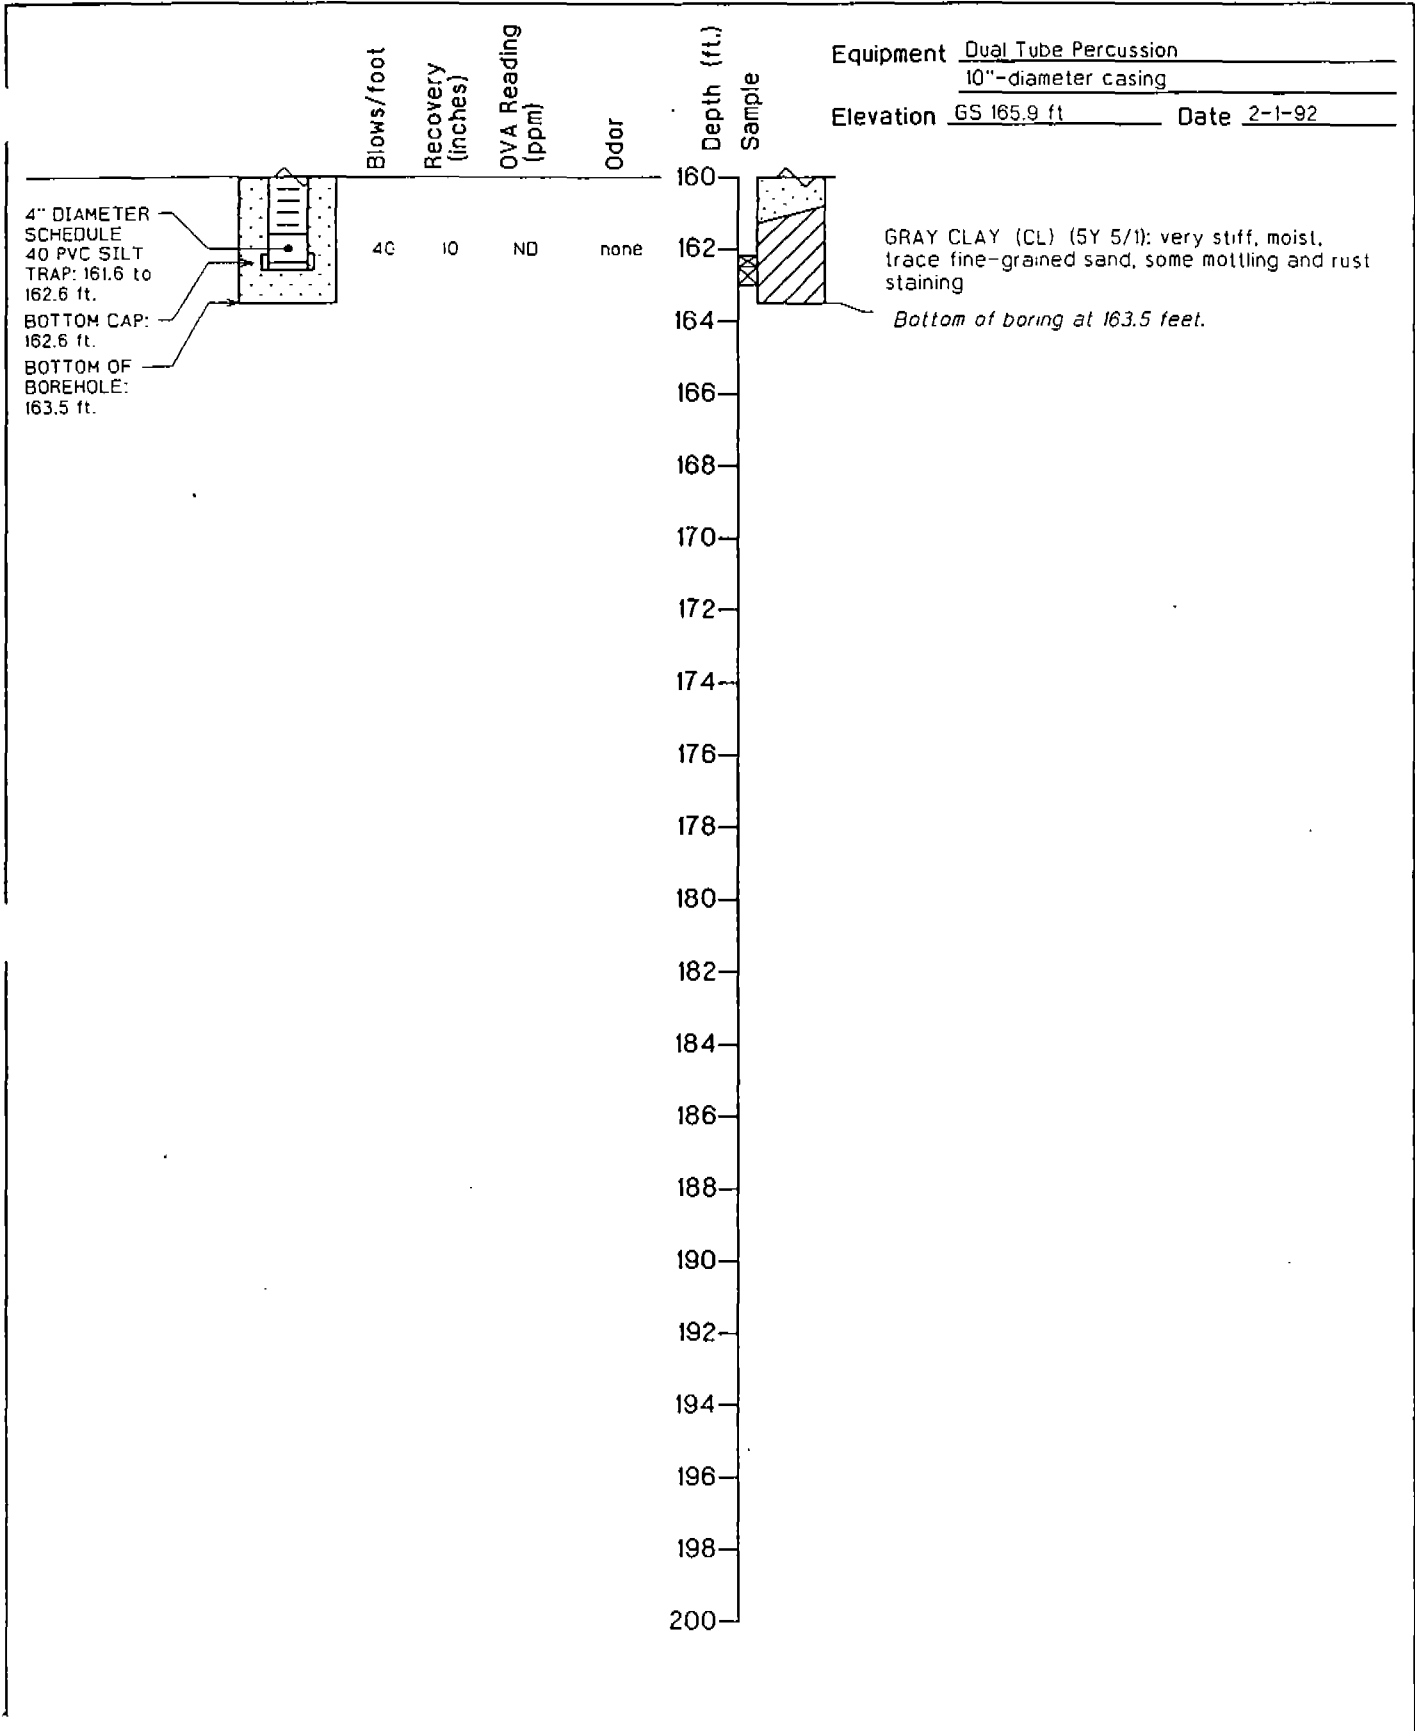 Equipment Dual Tube Percussion
10"-diameter casing
Elevation GS 165.9 ft Date 2-1-92
Blows/foot
Recovery
(inches)
OVA Reading
(ppm)
Odor
Depth (ft.)
Sample
4" DIAMETER
SCHEDULE
40 PVC SILT
TRAP: 161.6 to
162.6 ft.
BOTTOM CAP:
162.6 ft.
BOTTOM OF
BOREHOLE:
163.5 ft.
40 10 ND none
160
162
164
166
168
170
172
174
176
178
180
182
184
186
188
190
192
194
196
198
200
GRAY CLAY (CL) (5Y 5/1): very stiff, moist,
trace fine-grained sand, some mottling and rust
staining
Bottom of boring at 163.5 feet.